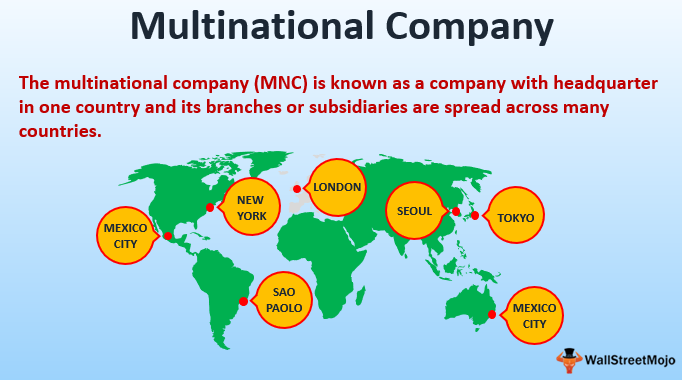 Multinational Company
The multinational company (MNC) is known as a company with headquarter
in one country and its branches or subsidiaries are spread across many
countries.
LONDON
NEW
YORK
SEOUL
TOKYO
MEXICO
CITY
SAO
PAOLO
MEXICO
CITY
WallStreetMojo